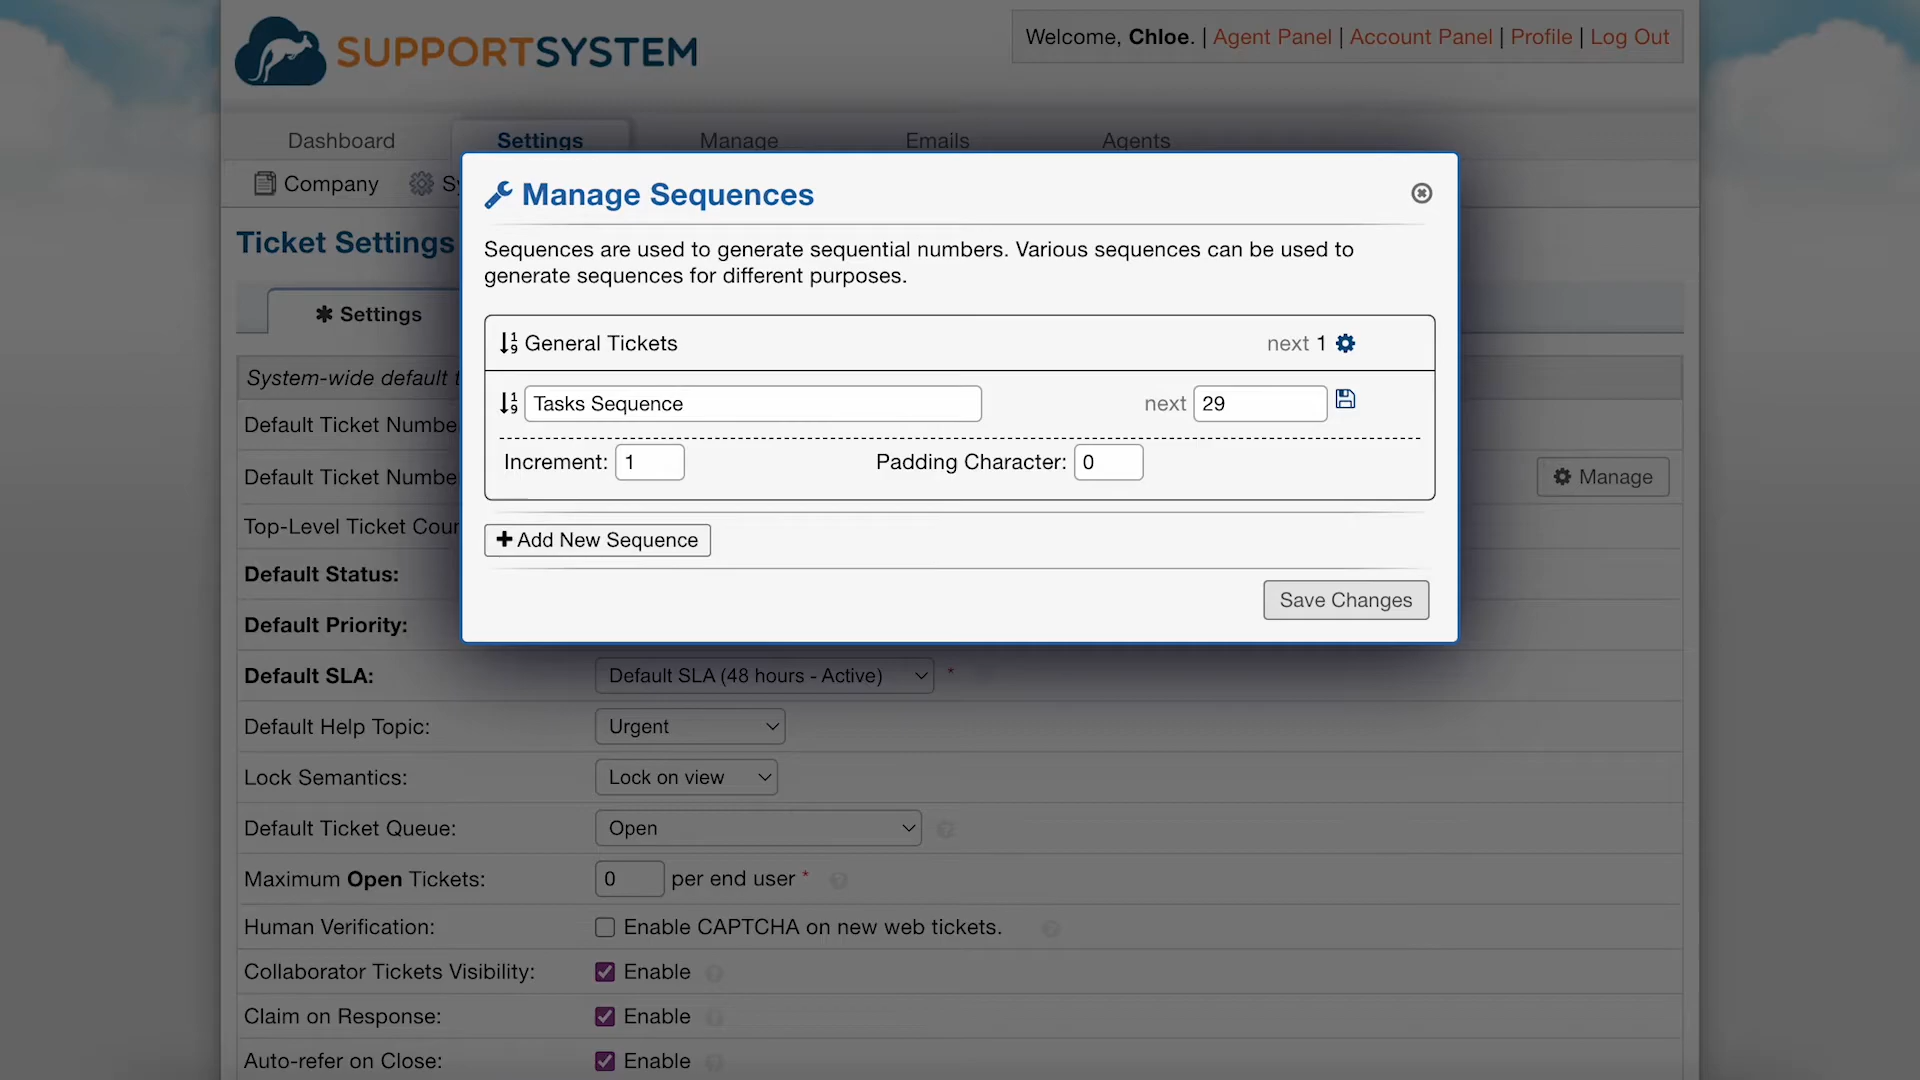 SUPPORTSYSTEM
Welcome, Chloe. | Agent Panel | Account Panel | Profile | Log Out
Dashboard Settings Manage Emails Agents
Company
Ticket Settings
Settings
Manage Sequences
Sequences are used to generate sequential numbers. Various sequences can be used to
generate sequences for different purposes.
General Tickets next 1
Tasks Sequence next 29
Increment: 1 Padding Character: 0
Add New Sequence
Save Changes
System-wide default
Default Ticket
Default Ticket
Manage
Top-Level Ticket
Default Status:
Default Priority:
Default SLA: Default SLA (48 hours - Active) *
Default Help Topic: Urgent
Lock Semantics: Lock on view
Default Ticket Queue: Open
Maximum Open Tickets: 0 per end user *
Human Verification: Enable CAPTCHA on new web tickets.
Collaborator Tickets Visibility: Enable
Claim on Response: Enable
Auto-refer on Close: Enable